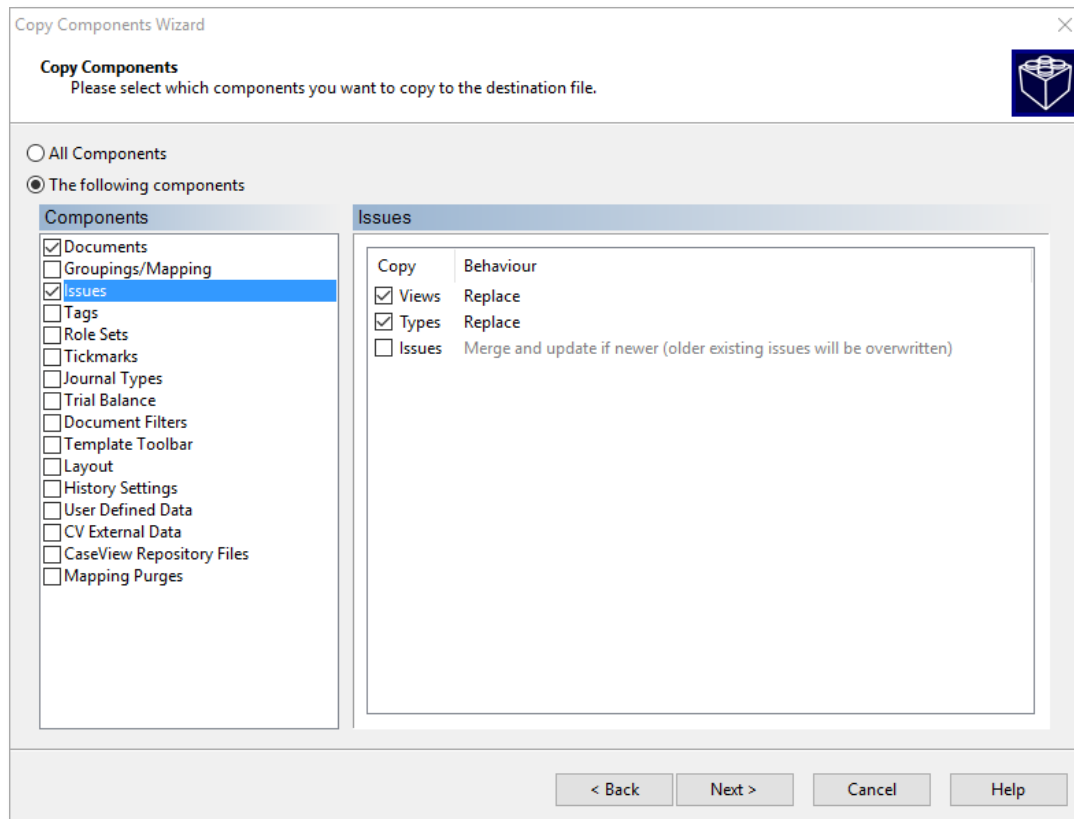 Copy Components Wizard
Copy Components
Please select which components you want to copy to the destination file.
All Components
The following components
Components
Documents
Groupings/Mapping
Issues
Tags
Role Sets
Tickmarks
Journal Types
Trial Balance
Document Filters
Template Toolbar
Layout
History Settings
User Defined Data
CV External Data
CaseView Repository Files
Mapping Purges
Issues
Copy Behaviour
Views Replace
Types Replace
Issues Merge and update if newer (older existing issues will be overwritten)
< Back Next > Cancel Help